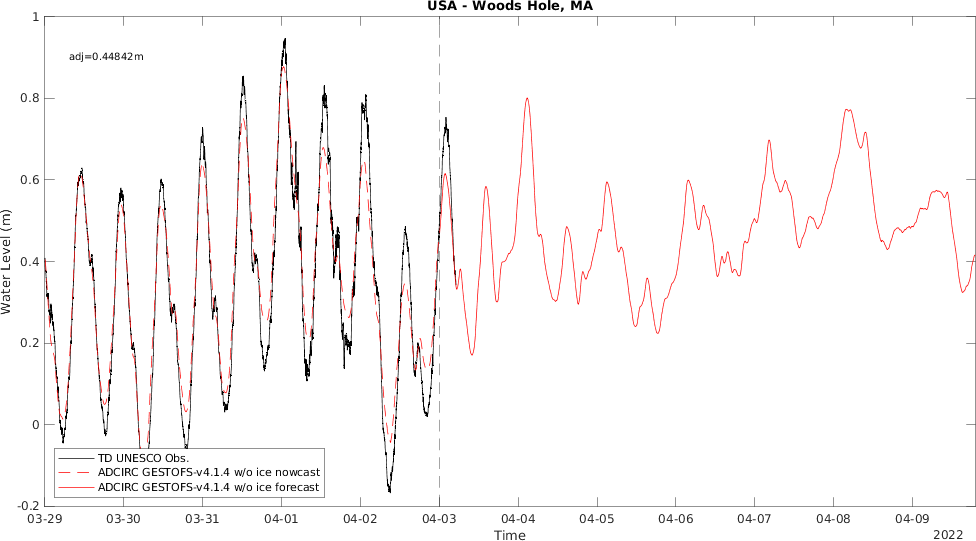 USA - Woods Hole, MA
adj=0.44842m
Water Level (m)
1
0.8
0.6
0.4
0.2
0
-0.2
TD UNESCO Obs.
ADCIRC GESTOFS-v4.1.4 w/o ice nowcast
ADCIRC GESTOFS-v4.1.4 w/o ice forecast
03-29 03-30 03-31 04-01 04-02 04-03 04-04 04-05 04-06 04-07 04-08 04-09
Time
2022